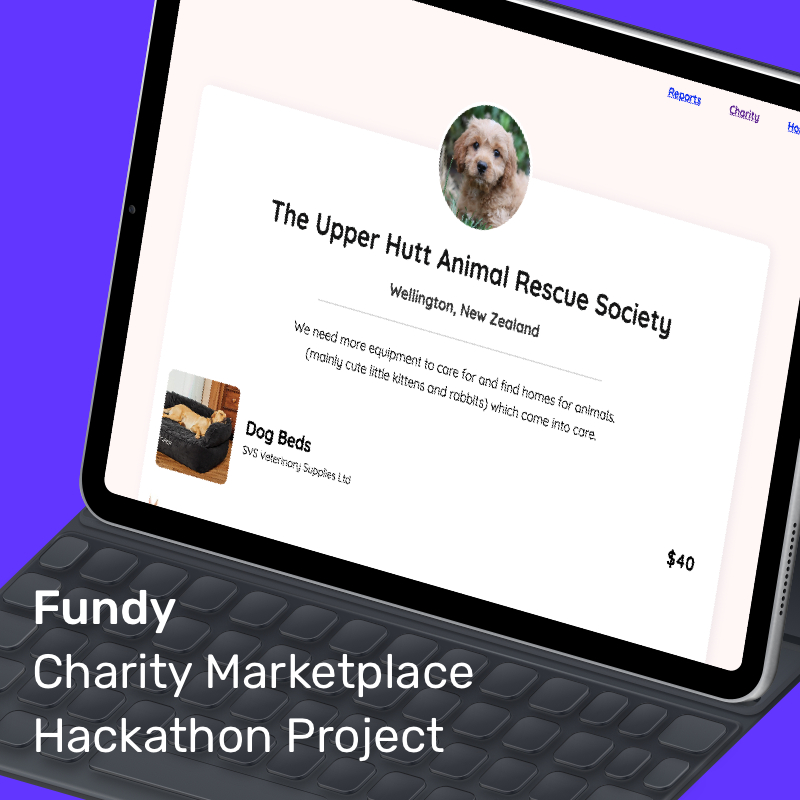 Reports
Charity
The Upper Hutt Animal Rescue Society
Wellington, New Zealand
We need more equipment to care for and find homes for animals.
(mainly cute little kittens and rabbits) which come into care.
Dog Beds
SVS Veterinary Supplies Ltd
$40
Fundy
Charity Marketplace
Hackathon Project